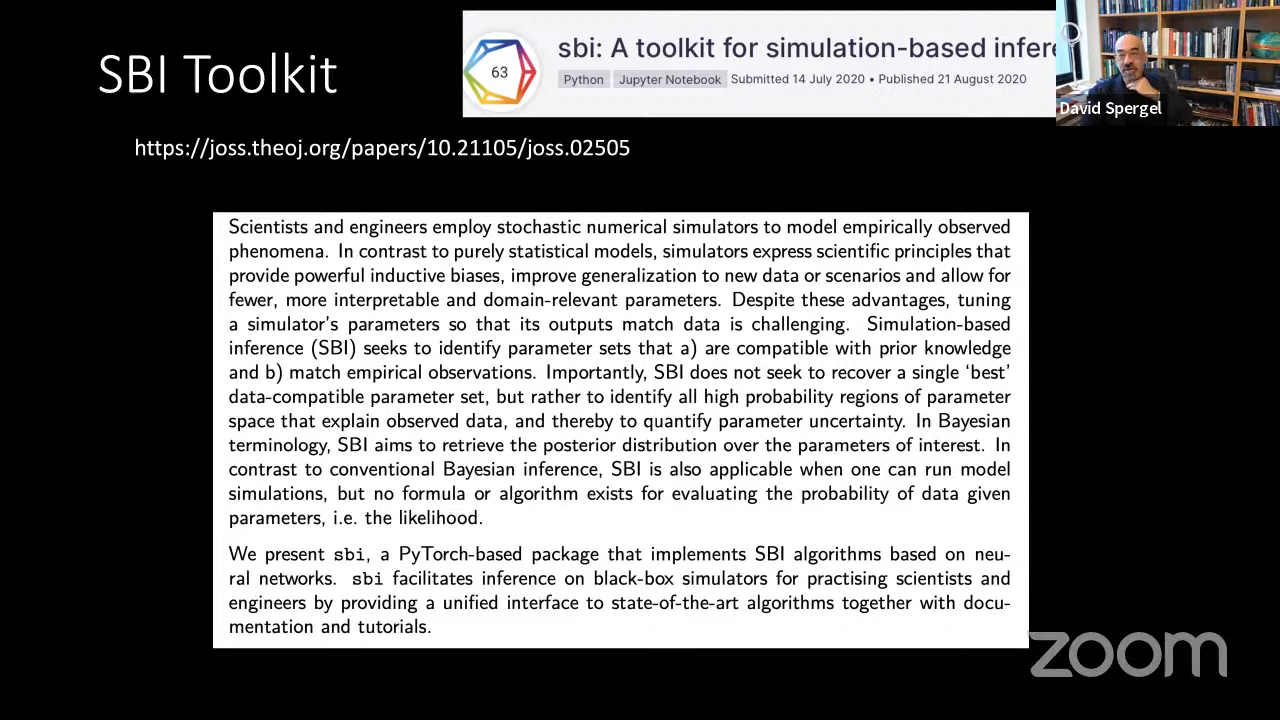 SBI Toolkit
63
sbi: A toolkit for simulation-based infere
Python Jupyter Notebook Submitted 14 July 2020 • Published 21 August 2020
David Spergel
https://joss.theoj.org/papers/10.21105/joss.02505
Scientists and engineers employ stochastic numerical simulators to model empirically observed
phenomena. In contrast to purely statistical models, simulators express scientific principles that
provide powerful inductive biases, improve generalization to new data or scenarios and allow for
fewer, more interpretable and domain-relevant parameters. Despite these advantages, tuning
a simulator's parameters so that its outputs match data is challenging. Simulation-based
inference (SBI) seeks to identify parameter sets that a) are compatible with prior knowledge
and b) match empirical observations. Importantly, SBI does not seek to recover a single ‘best’
data-compatible parameter set, but rather to identify all high probability regions of parameter
space that explain observed data, and thereby to quantify parameter uncertainty. In Bayesian
terminology, SBI aims to retrieve the posterior distribution over the parameters of interest. In
contrast to conventional Bayesian inference, SBI is also applicable when one can run model
simulations, but no formula or algorithm exists for evaluating the probability of data given
parameters, i.e. the likelihood.
We present sbi, a PyTorch-based package that implements SBI algorithms based on neu-
ral networks. sbi facilitates inference on black-box simulators for practising scientists and
engineers by providing a unified interface to state-of-the-art algorithms together with docu-
mentation and tutorials.
zoom